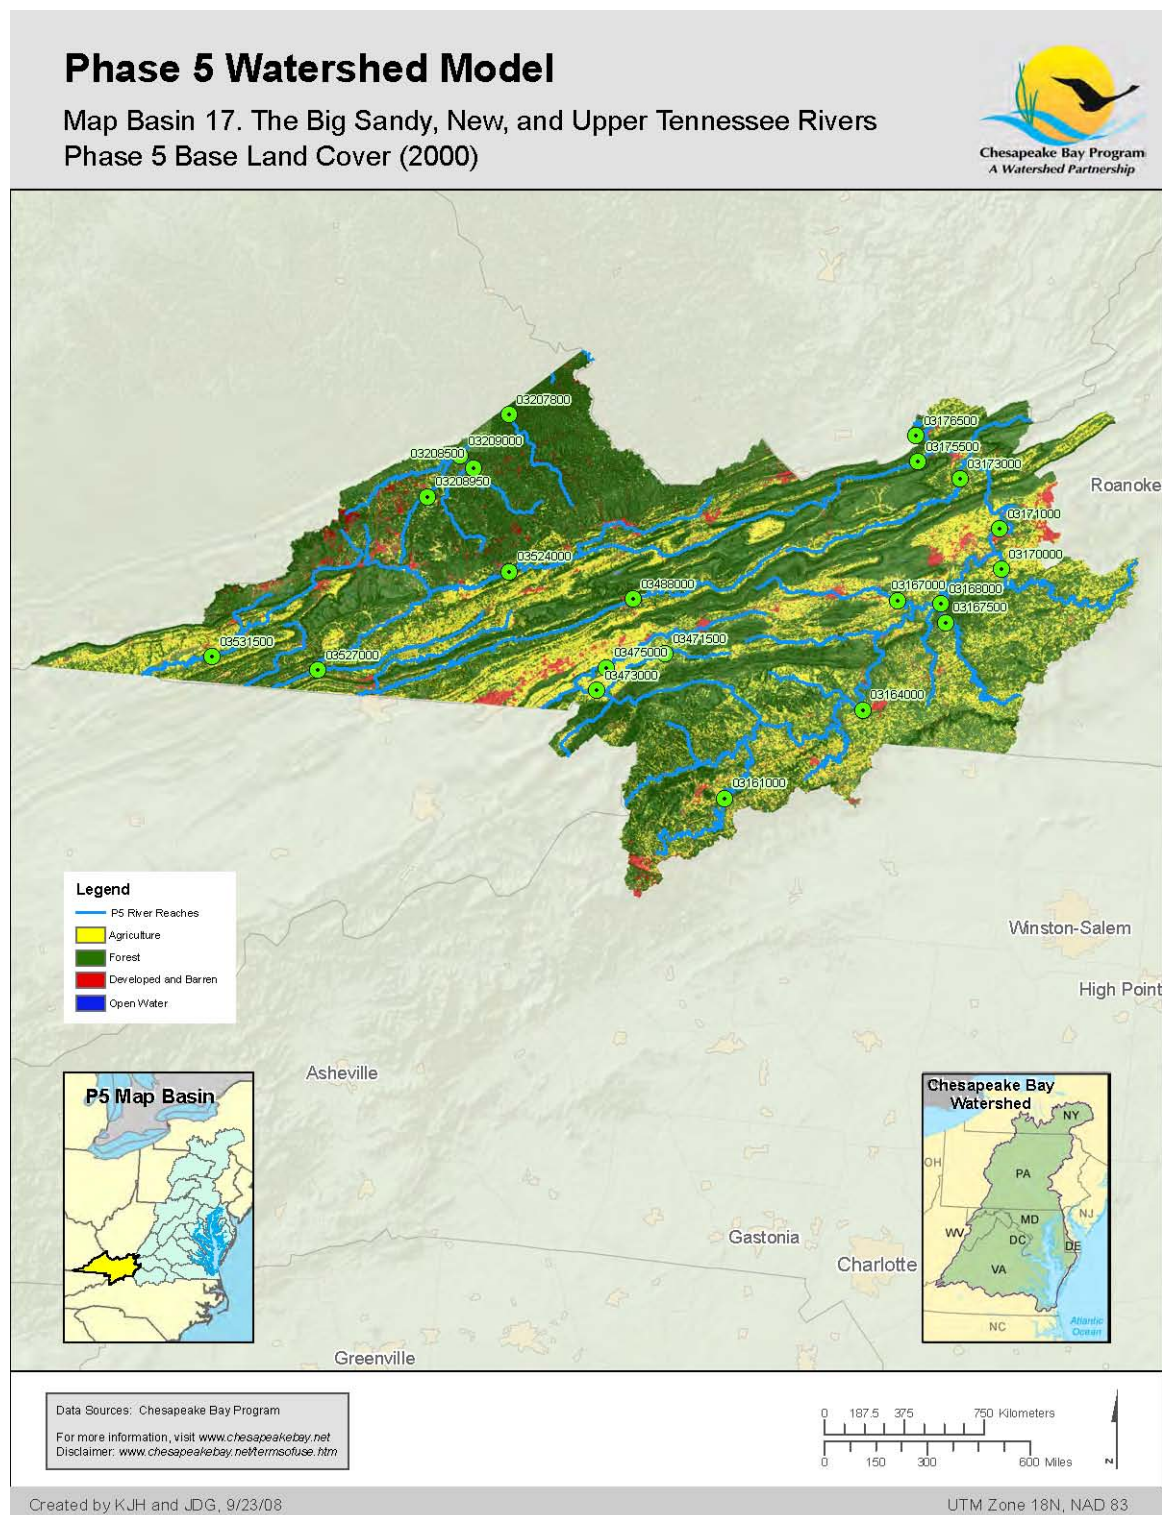 Phase 5 Watershed Model
Map Basin 17. The Big Sandy, New, and Upper Tennessee Rivers
Phase 5 Base Land Cover (2000)
Chesapeake Bay Program
A Watershed Partnership
03207800
03209000
03208500
03208950
03176500
03175500
03173000
Roanoke
03171000
03170000
03524000
03488000
03167000
03168000
03167500
03531500
03527000
03471500
03475000
03473000
03164000
03161000
Legend
P5 River Reaches
Agriculture
Forest
Developed and Barren
Open Water
Winston-Salem
High Point
Asheville
Gastonia
Charlotte
Greenville
P5 Map Basin
Chesapeake Bay
Watershed
NY
OH
PA
NJ
MD
WV
DC
DE
VA
NC
Atlantic
Ocean
Data Sources: Chesapeake Bay Program
For more information, visit www.chesapeakebay.net
Disclaimer: www.chesapeakebay.net/termsofuse.htm
0 187.5 375 750 Kilometers
0 150 300 600 Miles
N
Created by KJH and JDG, 9/23/08
UTM Zone 18N, NAD 83